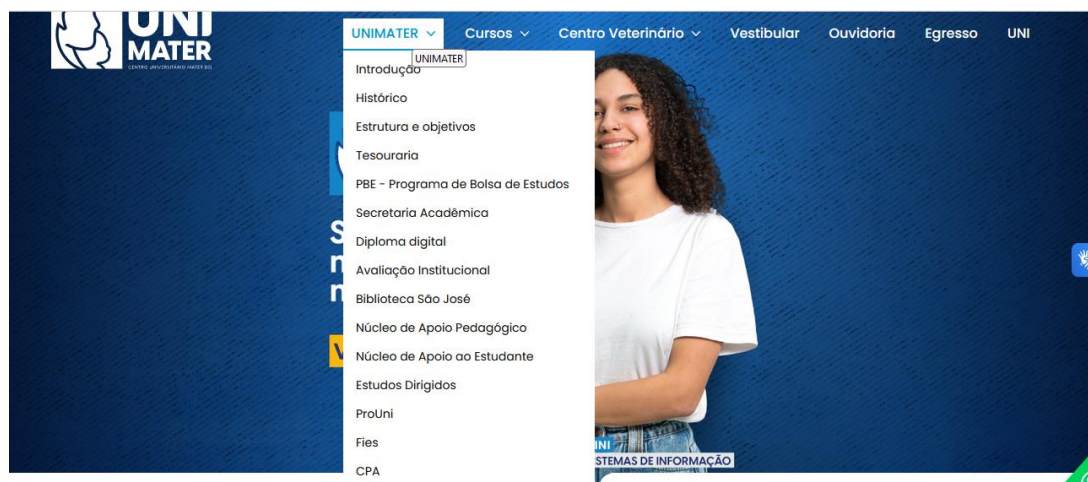 UNI
MATER
CENTRO UNIVERSITÁRIO MATER DEI
UNIMATER Cursos Centro Veterinário Vestibular Ouvidoria Egresso UNI
UNIMATER
Introdução
Histórico
Estrutura e objetivos
Tesouraria
PBE - Programa de Bolsa de Estudos
Secretaria Acadêmica
Diploma digital
Avaliação Institucional
Biblioteca São José
Núcleo de Apoio Pedagógico
Núcleo de Apoio ao Estudante
Estudos Dirigidos
ProUni
Fies
CPA
S
n
n
V
INI
STEMAS DE INFORMAÇÃO